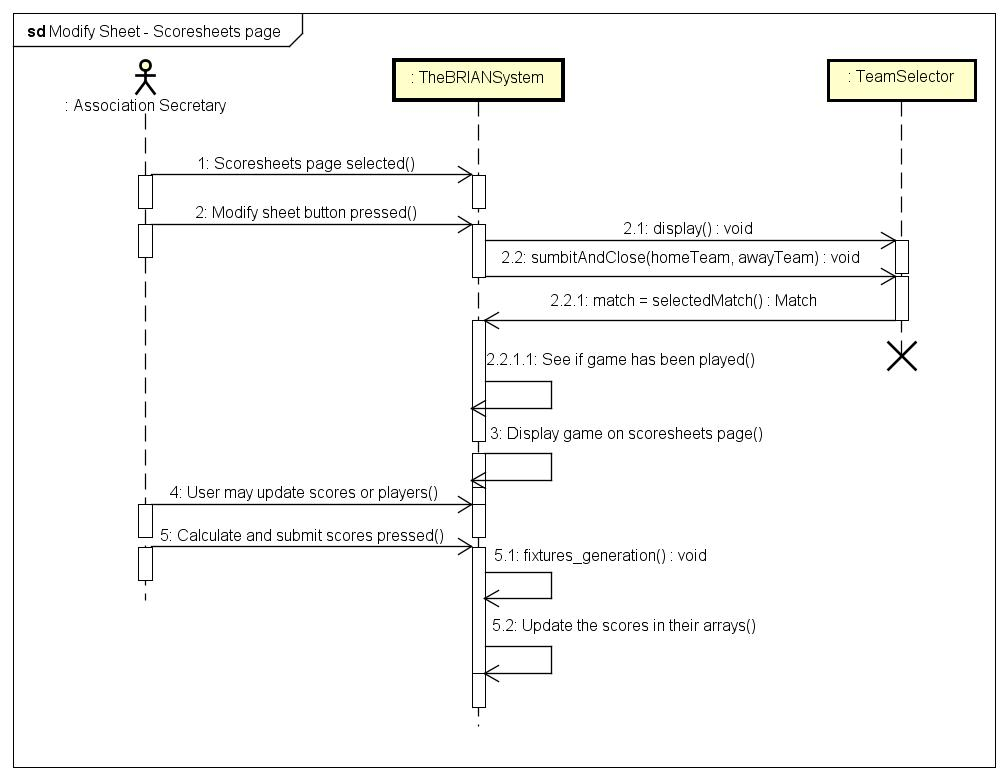 sd Modify Sheet - Scoresheets page
: Association Secretary
: TheBRIANSystem
: TeamSelector
1: Scoresheets page selected()
2: Modify sheet button pressed()
2.1: display() : void
2.2: sumbitAndClose(homeTeam, awayTeam) : void
2.2.1: match = selectedMatch() : Match
2.2.1.1: See if game has been played()
3: Display game on scoresheets page()
4: User may update scores or players()
5: Calculate and submit scores pressed()
5.1: fixtures_generation() : void
5.2: Update the scores in their arrays()